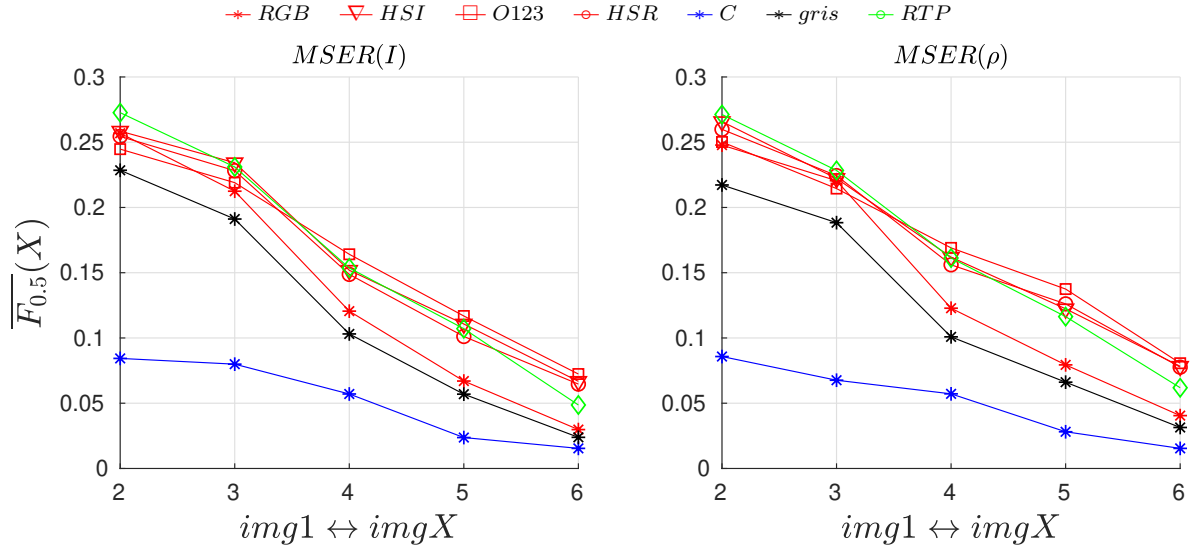 RGB HSI O123 HSR C gris RTP
MSER(I)
0.3
0.25
0.2
0.15
0.1
0.05
0
2 3 4 5 6
F0.5(X)
img1 ↔ imgX
MSER(ρ)
0.3
0.25
0.2
0.15
0.1
0.05
0
2 3 4 5 6
img1 ↔ imgX